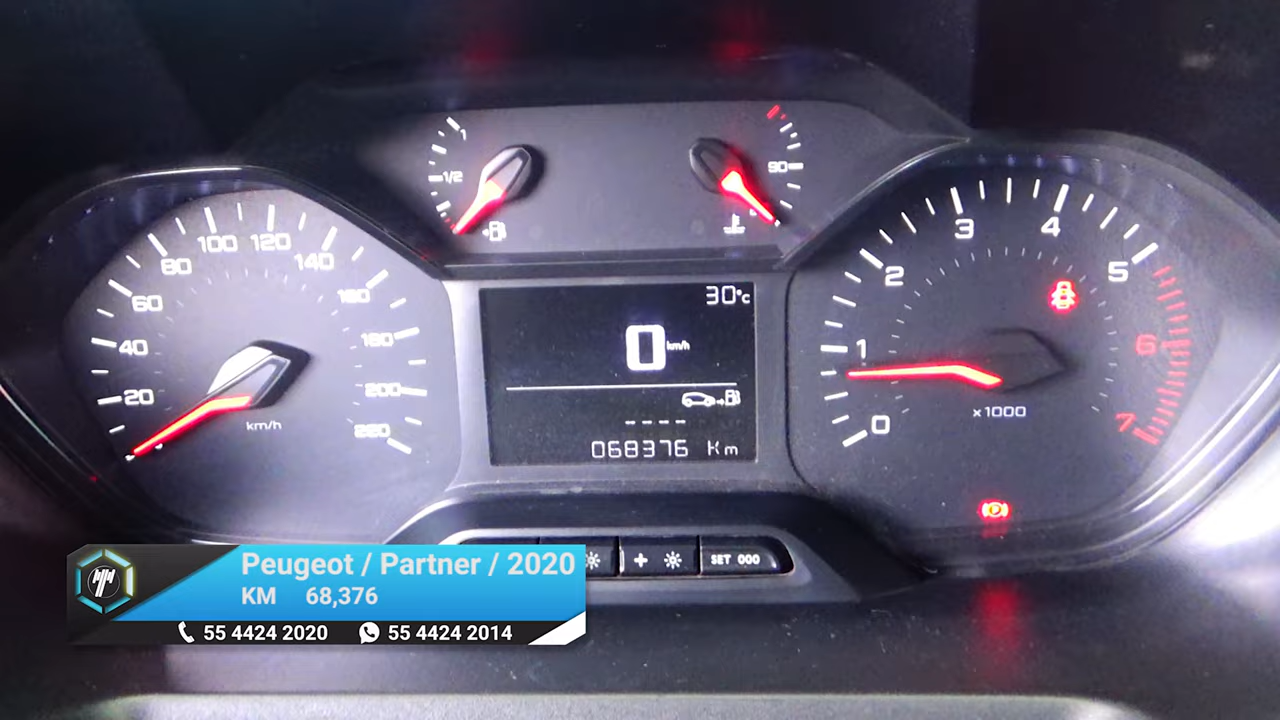 1/2
90
100 120
80 140
60 160
40 180
20 200
220
km/h
30°C
0 km/h
----
068376 Km
3 4
2 5
1 6
0 7
x1000
+ SET 000
Peugeot / Partner / 2020
KM 68,376
55 4424 2020 55 4424 2014